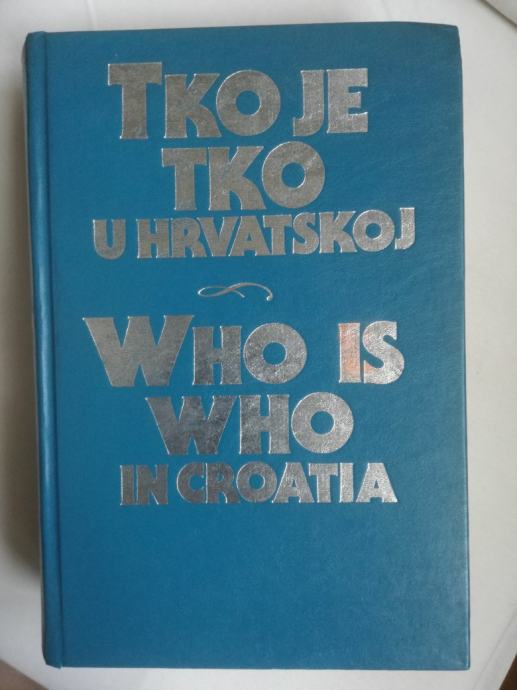 TKO JE
TKO
U HRVATSKOJ
WHO IS
WHO
IN CROATIA